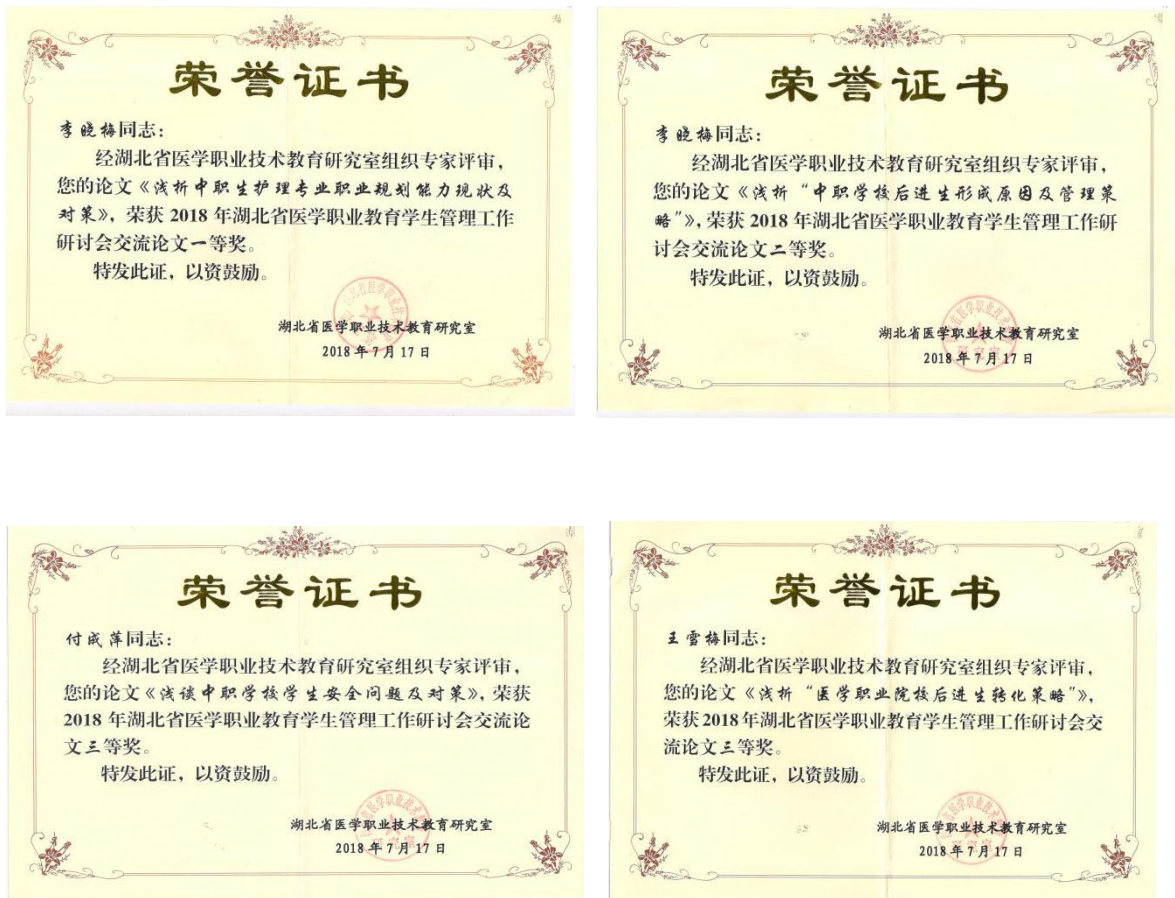 荣誉证书
李晓梅同志：
经湖北省医学职业技术教育研究室组织专家评审，
您的论文《浅析中职生护理专业职业规划能力现状及
对策》，荣获 2018 年湖北省医学职业教育学生管理工作
研讨会交流论文一等奖。
特发此证，以资鼓励。
湖北省医学职业技术教育研究室
2018 年 7 月 17 日
荣誉证书
李晓梅同志：
经湖北省医学职业技术教育研究室组织专家评审，
您的论文《浅析“中职学校后进生形成原因及管理策
略”》，荣获 2018 年湖北省医学职业教育学生管理工作研
讨会交流论文二等奖。
特发此证，以资鼓励。
湖北省医学职业技术教育研究室
2018 年 7 月 17 日
荣誉证书
付成萍同志：
经湖北省医学职业技术教育研究室组织专家评审，
您的论文《浅谈中职学校学生安全问题及对策》，荣获
2018 年湖北省医学职业教育学生管理工作研讨会交流论
文三等奖。
特发此证，以资鼓励。
湖北省医学职业技术教育研究室
2018 年 7 月 17 日
荣誉证书
王雪梅同志：
经湖北省医学职业技术教育研究室组织专家评审，
您的论文《浅析“医学职业院校后进生转化策略”》，
荣获 2018 年湖北省医学职业教育学生管理工作研讨会交
流论文三等奖。
特发此证，以资鼓励。
湖北省医学职业技术教育研究室
2018 年 7 月 17 日